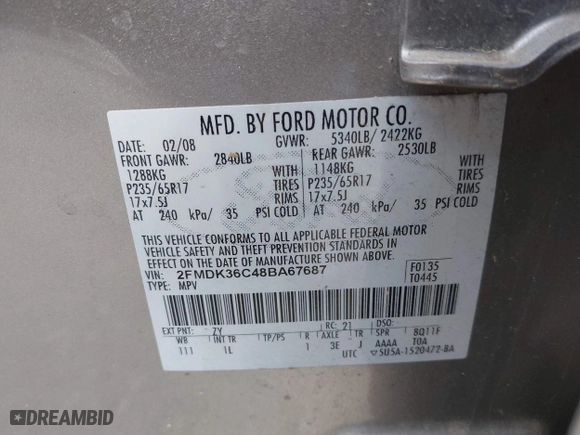 MFD. BY FORD MOTOR CO.
DATE: 02/08 GVWR: 5340LB/ 2422KG
FRONT GAWR: 2840LB REAR GAWR: 2530LB
1288KG WITH 1148KG WITH
P235/65R17 TIRES P235/65R17 TIRES
17x7.5J RIMS 17x7.5J RIMS
AT 240 kPa/ 35 PSI COLD AT 240 kPa/ 35 PSI COLD
THIS VEHICLE CONFORMS TO ALL APPLICABLE FEDERAL MOTOR
VEHICLE SAFETY AND THEFT PREVENTION STANDARDS
IN EFFECT ON THE DATE OF MANUFACTURE SHOWN ABOVE.
VIN: 2FMDK36C48BA67687 F0135
TYPE: MPV T0445
EXT PNT: ZY RC: 21 DSO:
WB INT TR TP/PS R AXLE TR SPR 8Q11F
111 1L 1 3E J AAAA TOA
UTC ▽5U5A-1520472-BA
DREAMBID